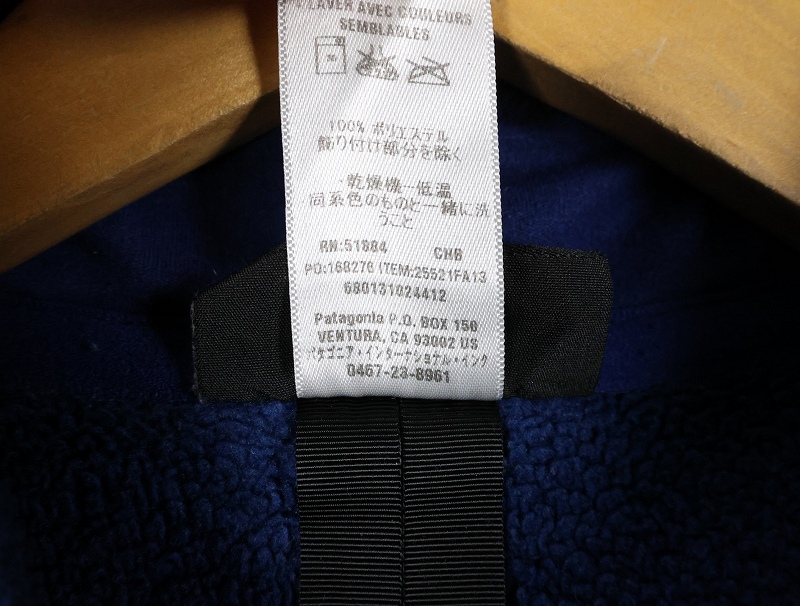 LAVER AVEC COULEURS
SEMBLABLES
100% ポリエステル
飾り付け部分を除く
・乾燥機一低温
同系色のものと一緒に洗
うこと
RN:51884 CHB
PO:168276 ITEM:25521FA13
680131024412
Patagonia P.O. BOX 150
VENTURA, CA 93002 US
パタゴニア・インターナショナル・インク
0467-23-8961